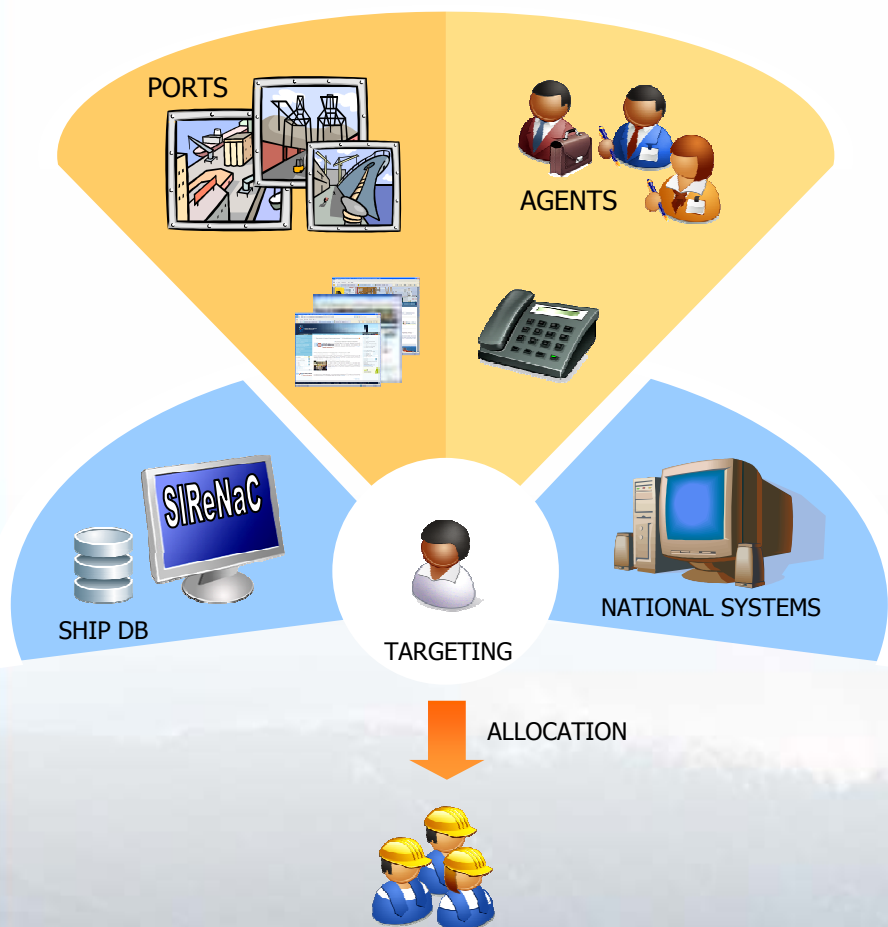 PORTS
AGENTS
SIReNaC
SHIP DB
NATIONAL SYSTEMS
TARGETING
ALLOCATION